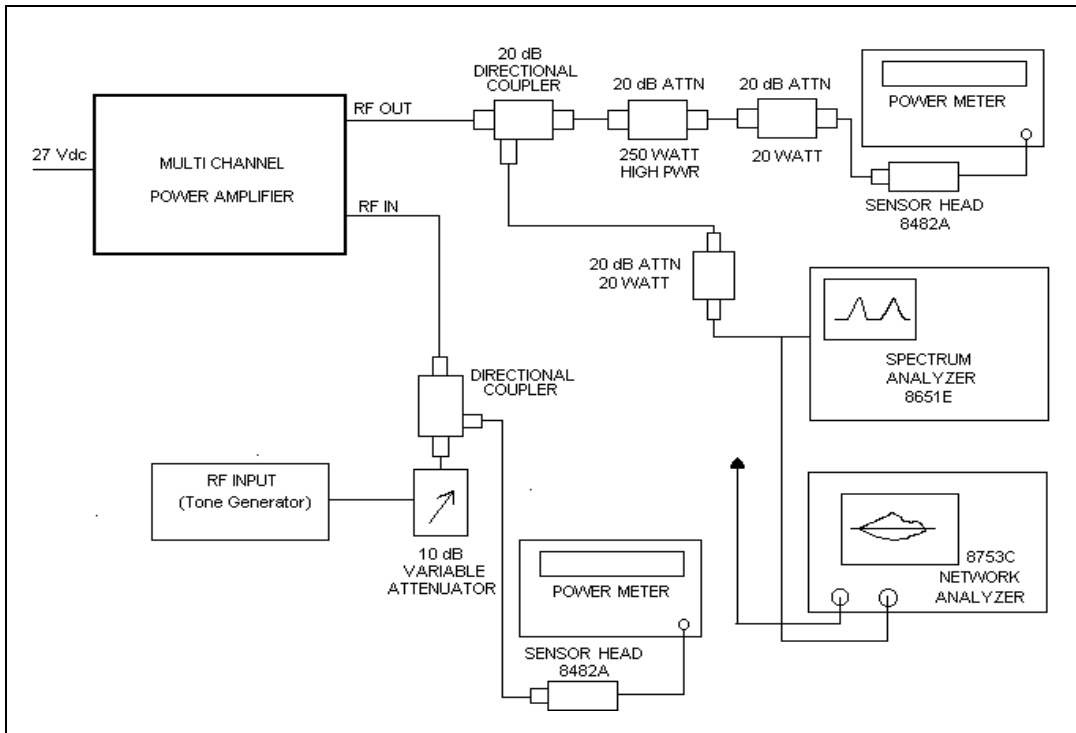 20 dB
DIRECTIONAL
COUPLER
20 dB ATTN
20 dB ATTN
POWER METER
RF OUT
27 Vdc
MULTI CHANNEL
POWER AMPLIFIER
250 WATT
HIGH PWR
20 WATT
SENSOR HEAD
8482A
RF IN
20 dB ATTN
20 WATT
SPECTRUM
ANALYZER
8651E
DIRECTIONAL
COUPLER
RF INPUT
(Tone Generator)
10 dB
VARIABLE
ATTENUATOR
POWER METER
8753C
NETWORK
ANALYZER
SENSOR HEAD
8482A